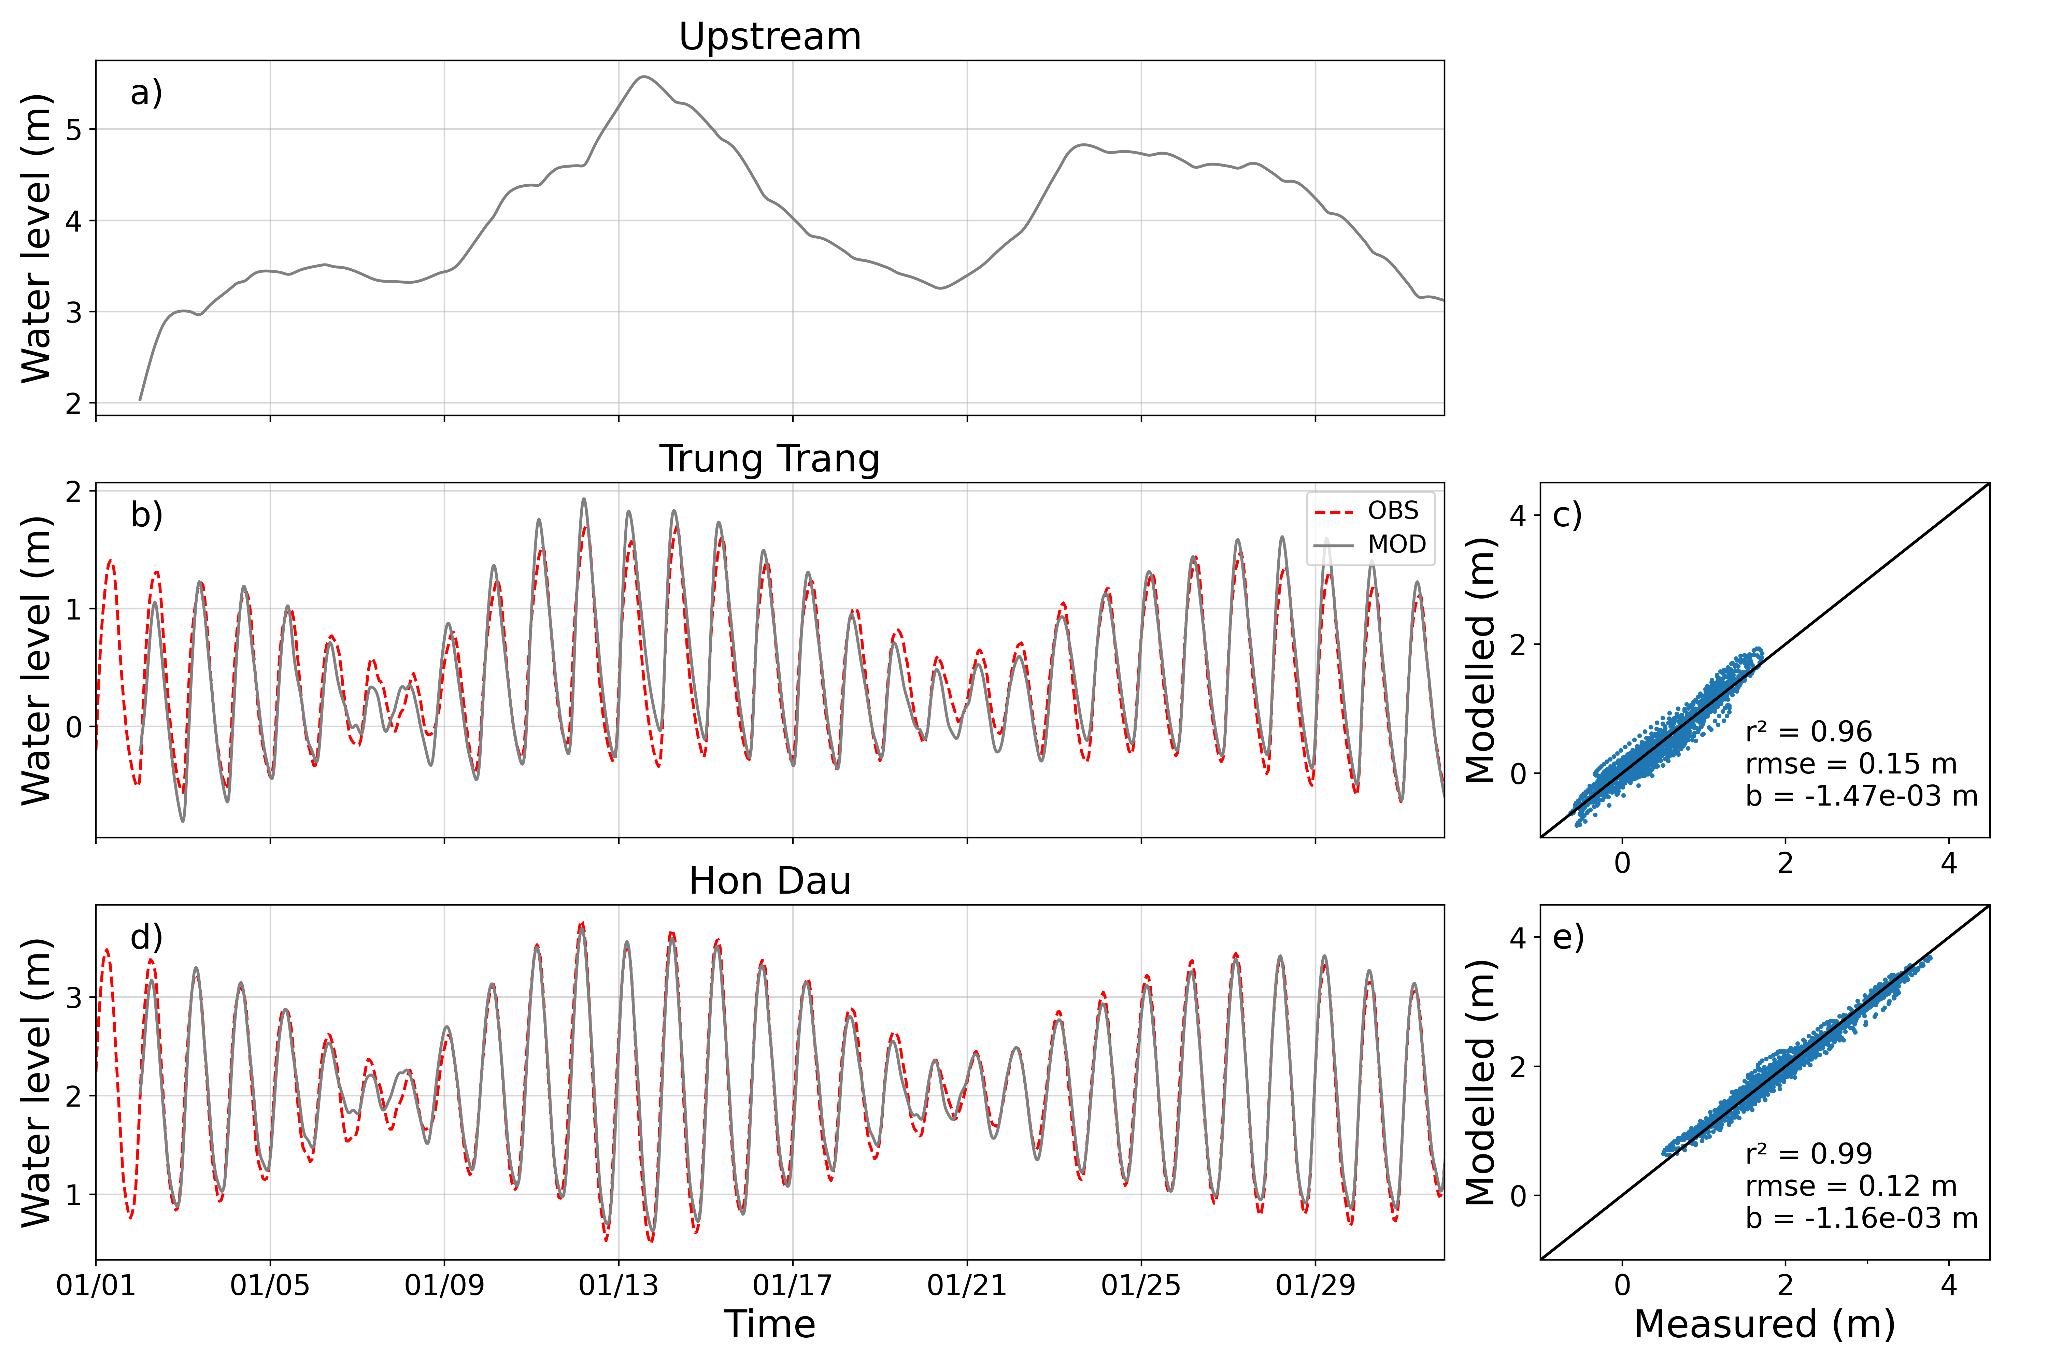 Upstream
a)
Water level (m)
5
4
3
2
Trung Trang
b)
OBS
MOD
Water level (m)
2
1
0
c)
Modelled (m)
4
2
0
r² = 0.96
rmse = 0.15 m
b = -1.47e-03 m
0 2 4
Hon Dau
d)
Water level (m)
3
2
1
01/01 01/05 01/09 01/13 01/17 01/21 01/25 01/29
Time
e)
Modelled (m)
4
2
0
r² = 0.99
rmse = 0.12 m
b = -1.16e-03 m
0 2 4
Measured (m)